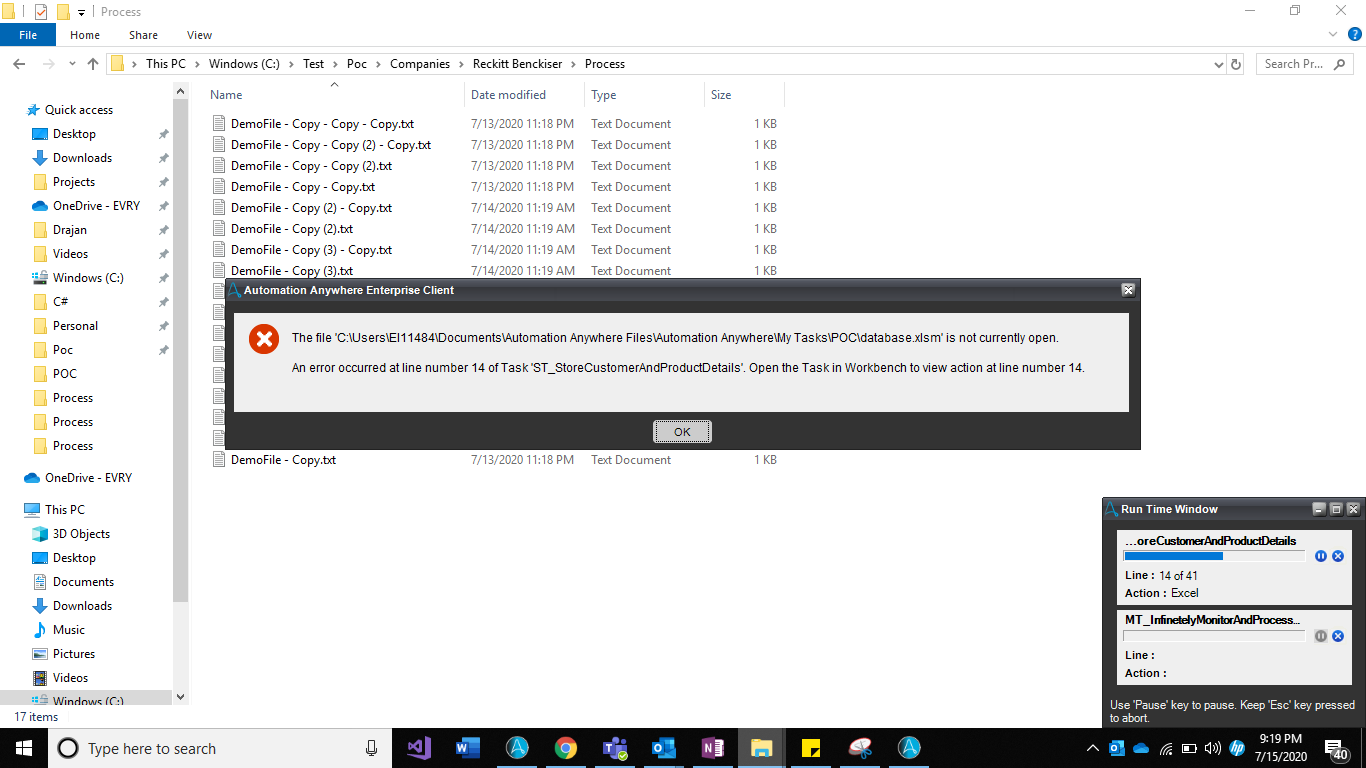 Process
File
Home
Share
View
This PC > Windows (C:) > Test > Poc > Companies > Reckitt Benckiser > Process
Search Pr...
Name
Date modified
Type
Size
Quick access
Desktop
Downloads
Projects
OneDrive - EVRY
Drajan
Videos
Windows (C:)
C#
Personal
Poc
POC
Process
Process
Process
OneDrive - EVRY
This PC
3D Objects
Desktop
Documents
Downloads
Music
Pictures
Videos
Windows (C:)
DemoFile - Copy - Copy - Copy.txt 7/13/2020 11:18 PM Text Document 1 KB
DemoFile - Copy - Copy (2) - Copy.txt 7/13/2020 11:18 PM Text Document 1 KB
DemoFile - Copy - Copy (2).txt 7/13/2020 11:18 PM Text Document 1 KB
DemoFile - Copy - Copy.txt 7/13/2020 11:18 PM Text Document 1 KB
DemoFile - Copy (2) - Copy.txt 7/14/2020 11:19 AM Text Document 1 KB
DemoFile - Copy (2).txt 7/14/2020 11:19 AM Text Document 1 KB
DemoFile - Copy (3) - Copy.txt 7/14/2020 11:19 AM Text Document 1 KB
DemoFile - Copy (3).txt 7/14/2020 11:19 AM Text Document 1 KB
Automation Anywhere Enterprise Client
The file 'C:\Users\EI11484\Documents\Automation Anywhere Files\Automation Anywhere\My Tasks\POC\database.xlsm' is not currently open.
An error occurred at line number 14 of Task 'ST_StoreCustomerAndProductDetails'. Open the Task in Workbench to view action at line number 14.
OK
DemoFile - Copy.txt 7/13/2020 11:18 PM Text Document 1 KB
Run Time Window
...oreCustomerAndProductDetails
Line : 14 of 41
Action : Excel
MT_InfinetelyMonitorAndProcess...
Line :
Action :
Use 'Pause' key to pause. Keep 'Esc' key pressed
to abort.
17 items
Type here to search
9:19 PM
7/15/2020
40